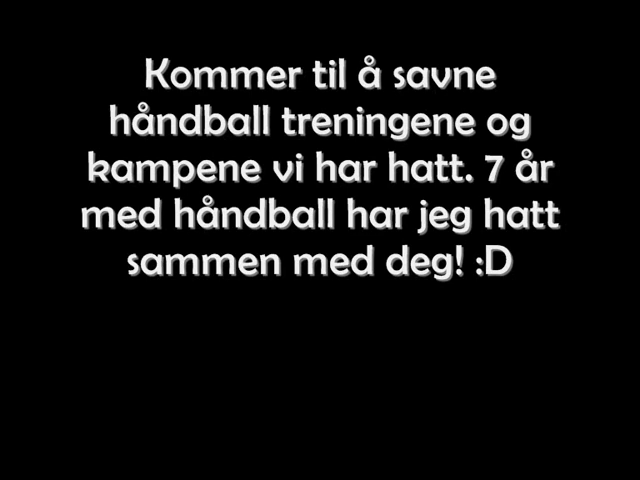 Kommer til å savne
håndball treningene og
kampene vi har hatt. 7 år
med håndball har jeg hatt
sammen med deg! :D